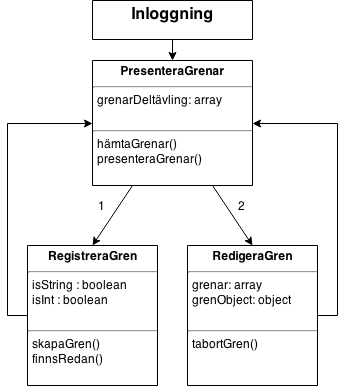 Inloggning
PresenteraGrenar
grenarDeltävling: array
hämtaGrenar()
presenteraGrenar()
1
2
RegistreraGren
isString : boolean
isInt : boolean
skapaGren()
finnsRedan()
RedigeraGren
grenar: array
grenObject: object
tabortGren()